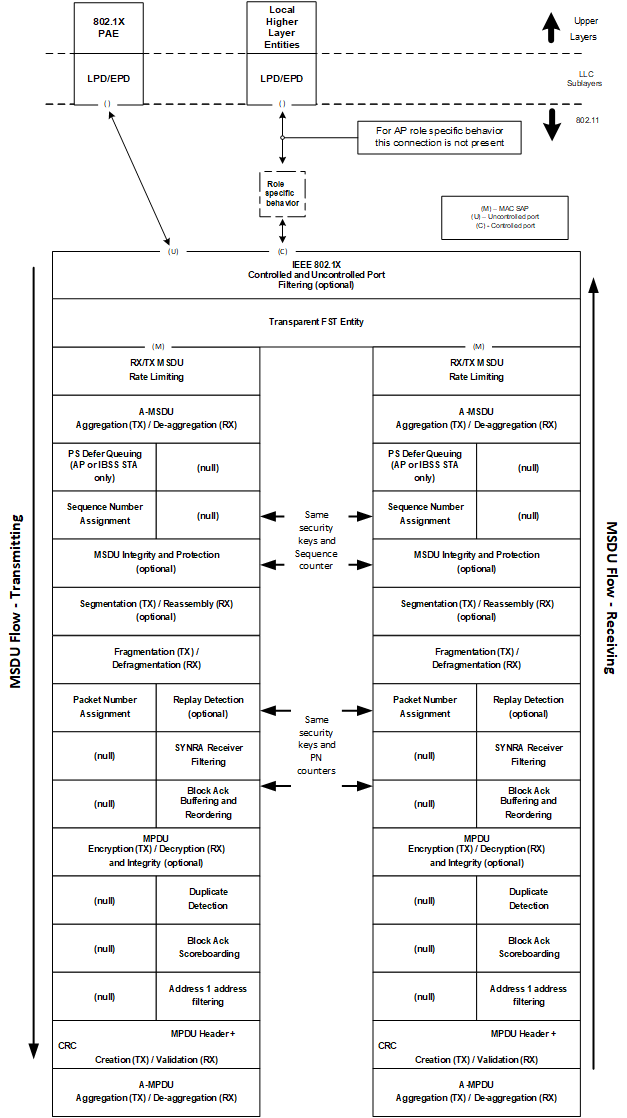 802.1X
PAE
Local
Higher
Layer
Entities
Upper
Layers
LPD/EPD
LPD/EPD
LLC
Sublayers
( )
( )
802.11
For AP role specific behavior
this connection is not present
Role
specific
behavior
(M) – MAC SAP
(U) – Uncontrolled port
(C) - Controlled port
(U)
(C)
IEEE 802.1X
Controlled and Uncontrolled Port
Filtering (optional)
Transparent FST Entity
(M)
(M)
MSDU Flow - Transmitting
RX/TX MSDU
Rate Limiting
A-MSDU
Aggregation (TX) / De-aggregation (RX)
PS Defer Queuing
(AP or IBSS STA
only)
(null)
Sequence Number
Assignment
(null)
MSDU Integrity and Protection
(optional)
Segmentation (TX) / Reassembly (RX)
(optional)
Fragmentation (TX) /
Defragmentation (RX)
Packet Number
Assignment
Replay Detection
(optional)
(null)
SYNRA Receiver
Filtering
(null)
Block Ack
Buffering and
Reordering
MPDU
Encryption (TX) / Decryption (RX)
and Integrity (optional)
(null)
Duplicate
Detection
(null)
Block Ack
Scoreboarding
(null)
Address 1 address
filtering
MPDU Header +
CRC
Creation (TX) / Validation (RX)
A-MPDU
Aggregation (TX) / De-aggregation (RX)
Same
security
keys and
Sequence
counter
Same
security
keys and
PN
counters
RX/TX MSDU
Rate Limiting
A-MSDU
Aggregation (TX) / De-aggregation (RX)
PS Defer Queuing
(AP or IBSS STA
only)
(null)
Sequence Number
Assignment
(null)
MSDU Integrity and Protection
(optional)
Segmentation (TX) / Reassembly (RX)
(optional)
Fragmentation (TX) /
Defragmentation (RX)
Packet Number
Assignment
Replay Detection
(optional)
(null)
SYNRA Receiver
Filtering
(null)
Block Ack
Buffering and
Reordering
MPDU
Encryption (TX) / Decryption (RX)
and Integrity (optional)
(null)
Duplicate
Detection
(null)
Block Ack
Scoreboarding
(null)
Address 1 address
filtering
MPDU Header +
CRC
Creation (TX) / Validation (RX)
A-MPDU
Aggregation (TX) / De-aggregation (RX)
MSDU Flow - Receiving